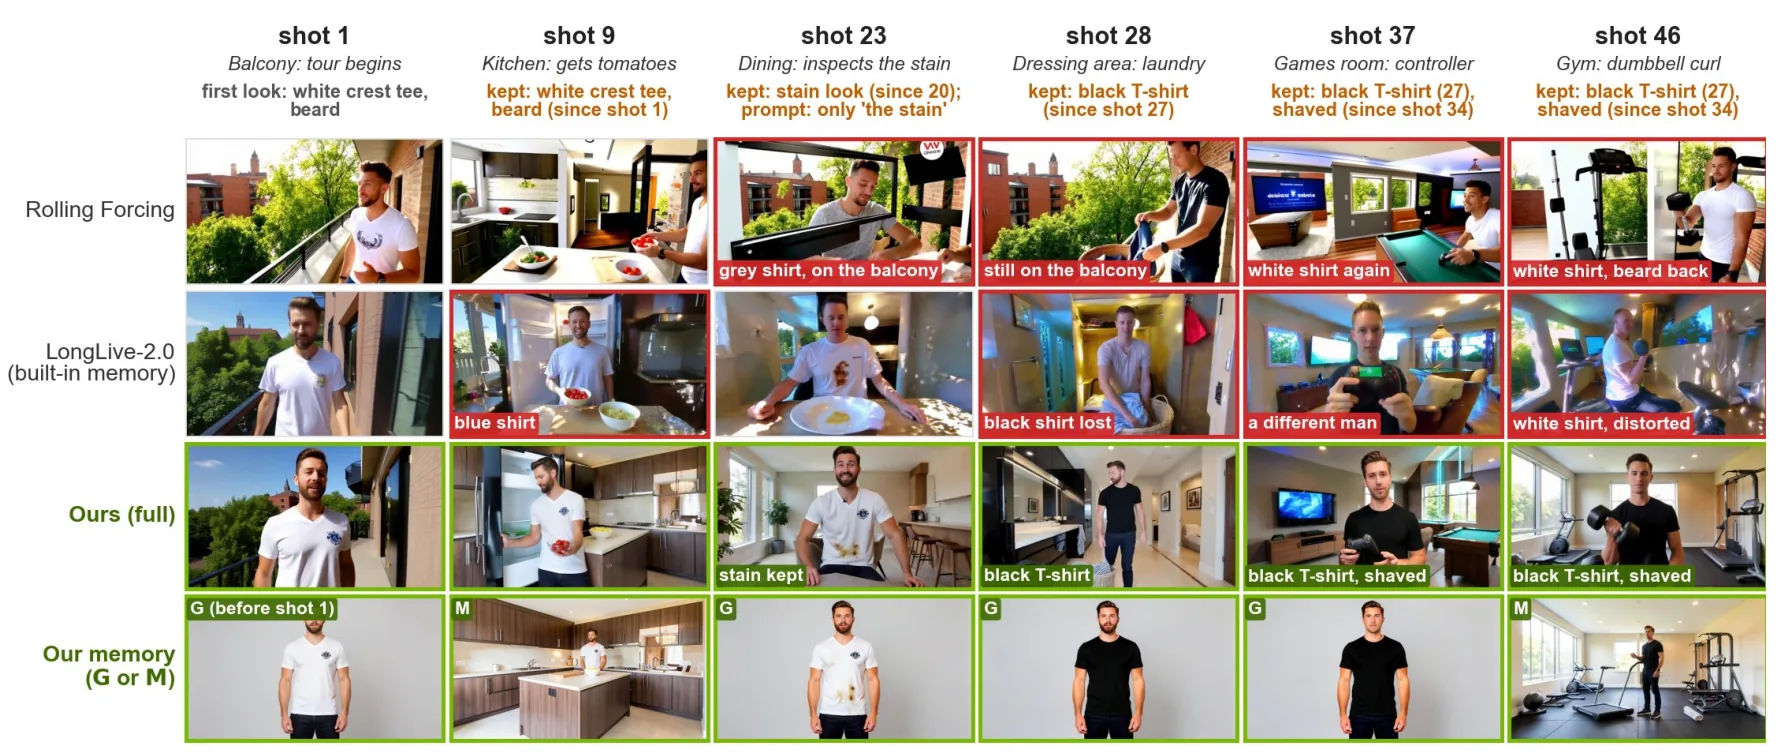 shot 1
Balcony: tour begins
first look: white crest tee,
beard
shot 9
Kitchen: gets tomatoes
kept: white crest tee,
beard (since shot 1)
shot 23
Dining: inspects the stain
kept: stain look (since 20);
prompt: only 'the stain'
shot 28
Dressing area: laundry
kept: black T-shirt
(since shot 27)
shot 37
Games room: controller
kept: black T-shirt (27),
shaved (since shot 34)
shot 46
Gym: dumbbell curl
kept: black T-shirt (27),
shaved (since shot 34)
Rolling Forcing
grey shirt, on the balcony
still on the balcony
white shirt again
white shirt, beard back
LongLive-2.0
(built-in memory)
blue shirt
black shirt lost
a different man
white shirt, distorted
Ours (full)
stain kept
black T-shirt
black T-shirt, shaved
black T-shirt, shaved
Our memory
(G or M)
G (before shot 1)
M
G
G
G
M